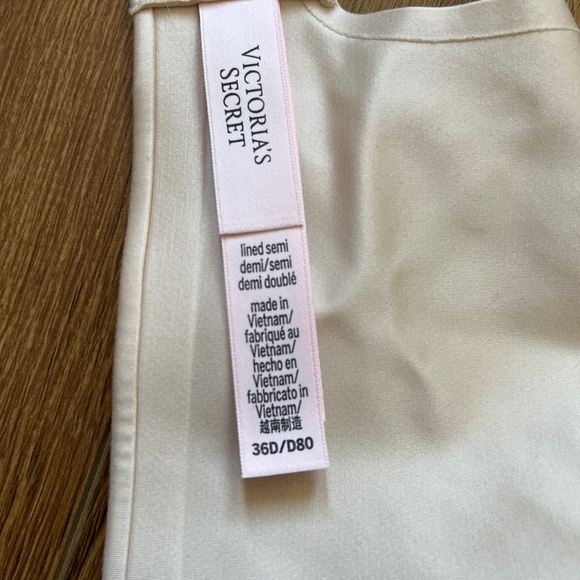 VICTORIA'S
SECRET
lined semi
demi/semi
demi doublé
made in
Vietnam/
fabriqué au
Vietnam/
hecho en
Vietnam/
fabbricato in
Vietnam/
越南制造
36D/D80